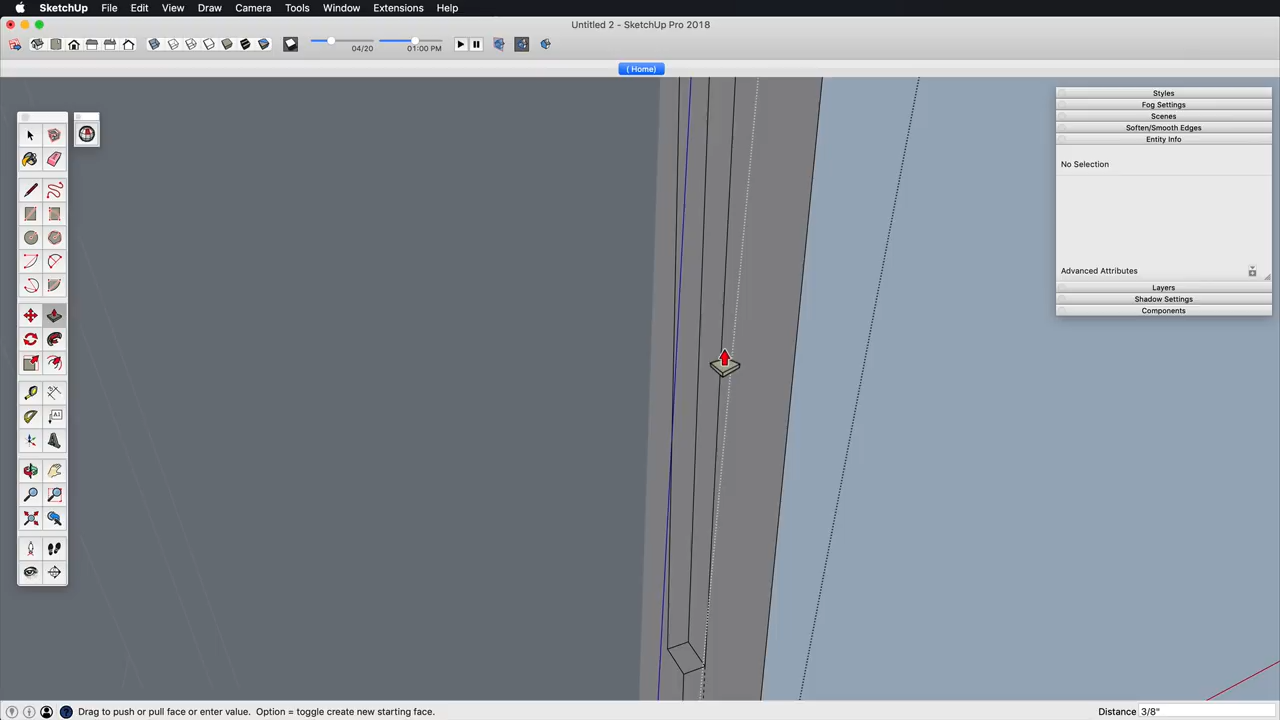 SketchUp File Edit View Draw Camera Tools Window Extensions Help
Untitled 2 - SketchUp Pro 2018
04/20 01:00 PM
( Home)
Styles
Fog Settings
Scenes
Soften/Smooth Edges
Entity Info
No Selection
Advanced Attributes
Layers
Shadow Settings
Components
Drag to push or pull face or enter value. Option = toggle create new starting face.
Distance 3/8"